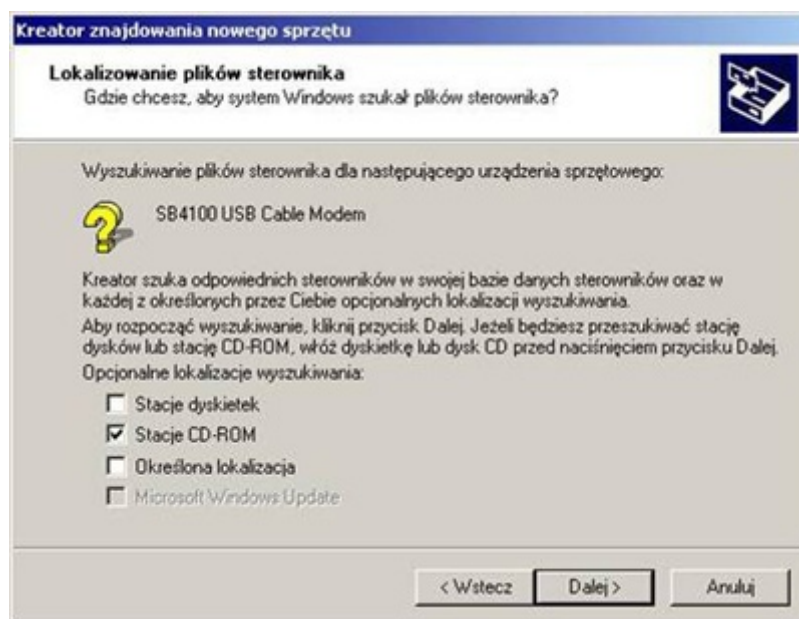 Kreator znajdowania nowego sprzętu
Lokalizowanie plików sterownika
Gdzie chcesz, aby system Windows szukał plików sterownika?
Wyszukiwanie plików sterownika dla następującego urządzenia sprzętowego:
SB4100 USB Cable Modem
Kreator szuka odpowiednich sterowników w swojej bazie danych sterowników oraz w
każdej z określonych przez Ciebie opcjonalnych lokalizacji wyszukiwania.
Aby rozpocząć wyszukiwanie, kliknij przycisk Dalej. Jeżeli będziesz przeszukiwać stację
dysków lub stację CD-ROM, włóż dyskietkę lub dysk CD przed naciśnięciem przycisku Dalej.
Opcjonalne lokalizacje wyszukiwania:
Stacje dyskietek
Stacje CD-ROM
Określona lokalizacja
Microsoft Windows Update
< Wstecz
Dalej >
Anuluj